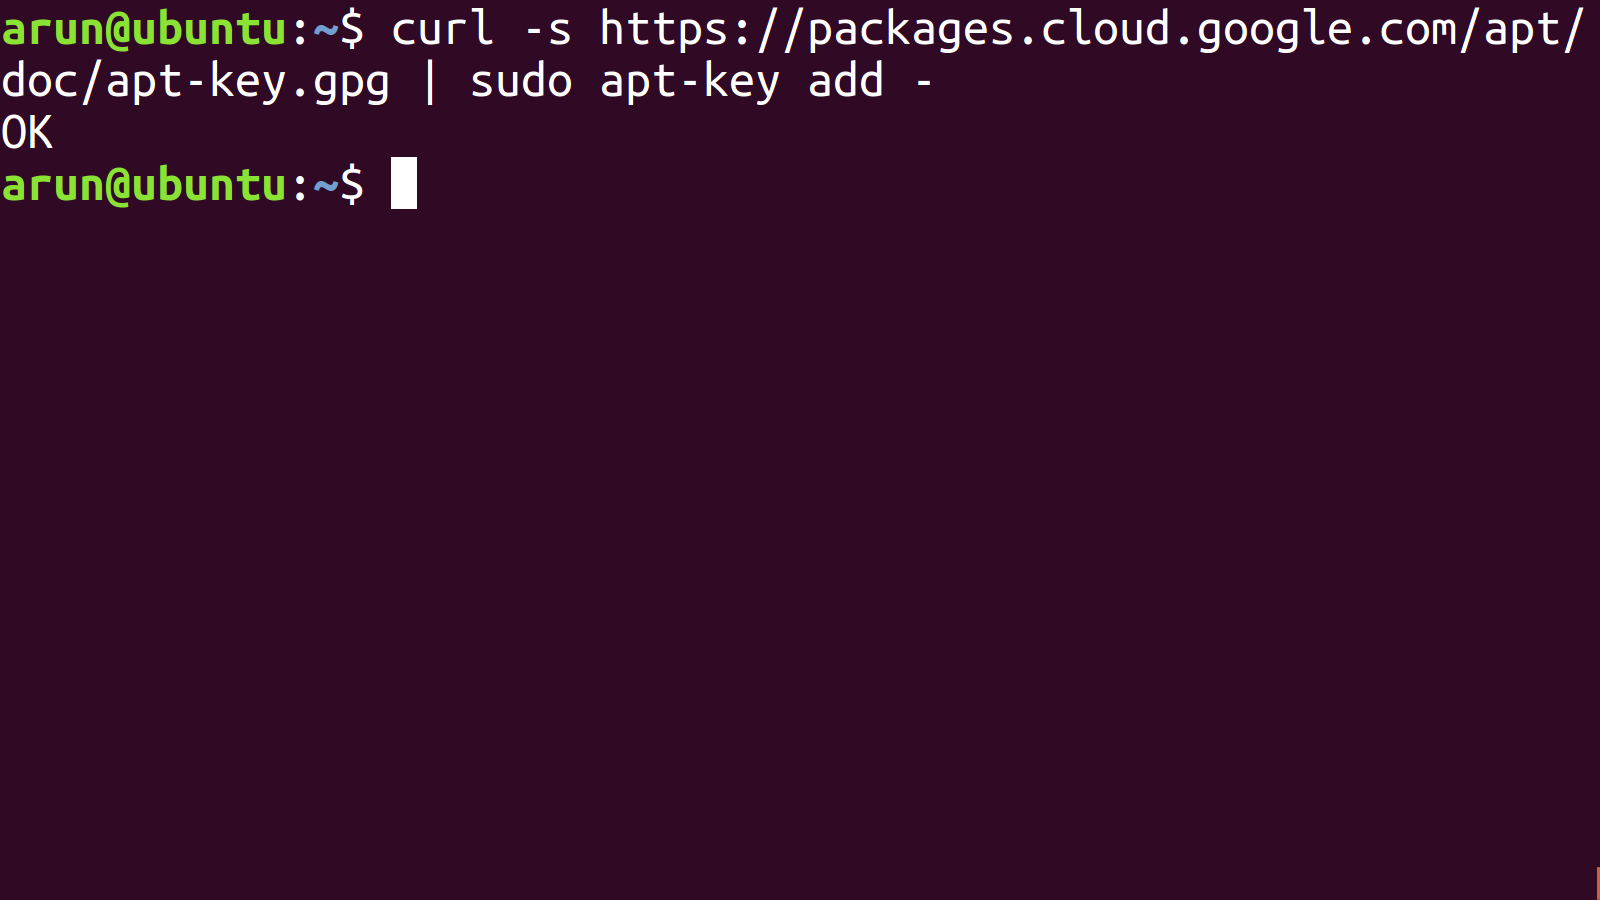 arun@ubuntu:~$ curl -s https://packages.cloud.google.com/apt/
doc/apt-key.gpg | sudo apt-key add -
OK
arun@ubuntu:~$